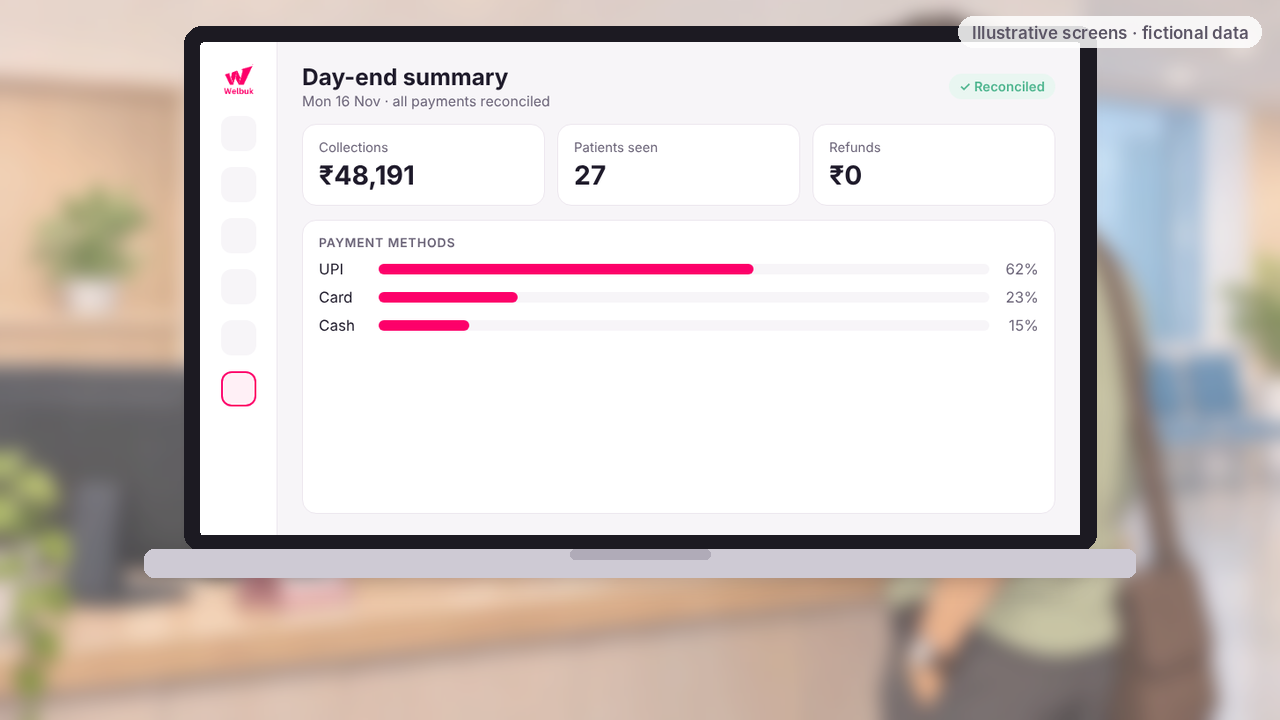 Illustrative screens · fictional data
Welbuk
Day-end summary
Mon 16 Nov · all payments reconciled
✓ Reconciled
Collections
₹48,191
Patients seen
27
Refunds
₹0
PAYMENT METHODS
UPI 62%
Card 23%
Cash 15%